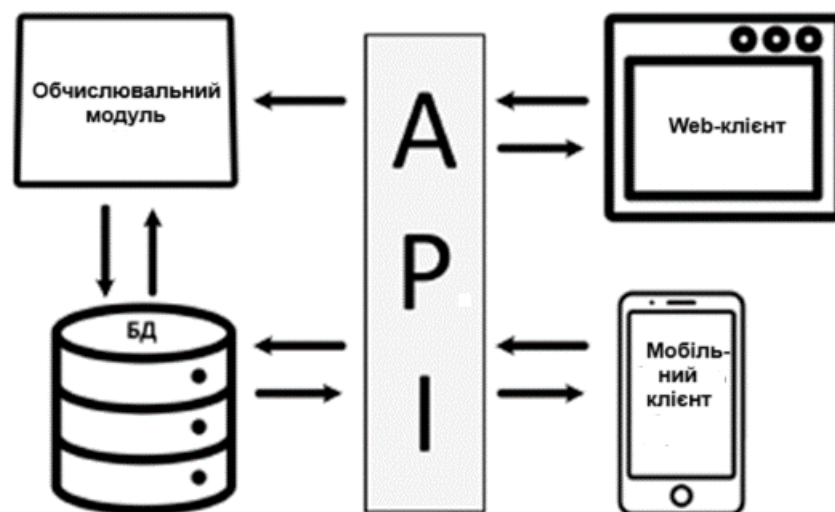 Обчислювальний
модуль
A
P
I
Web-клієнт
БД
Мобіль-
ний
клієнт